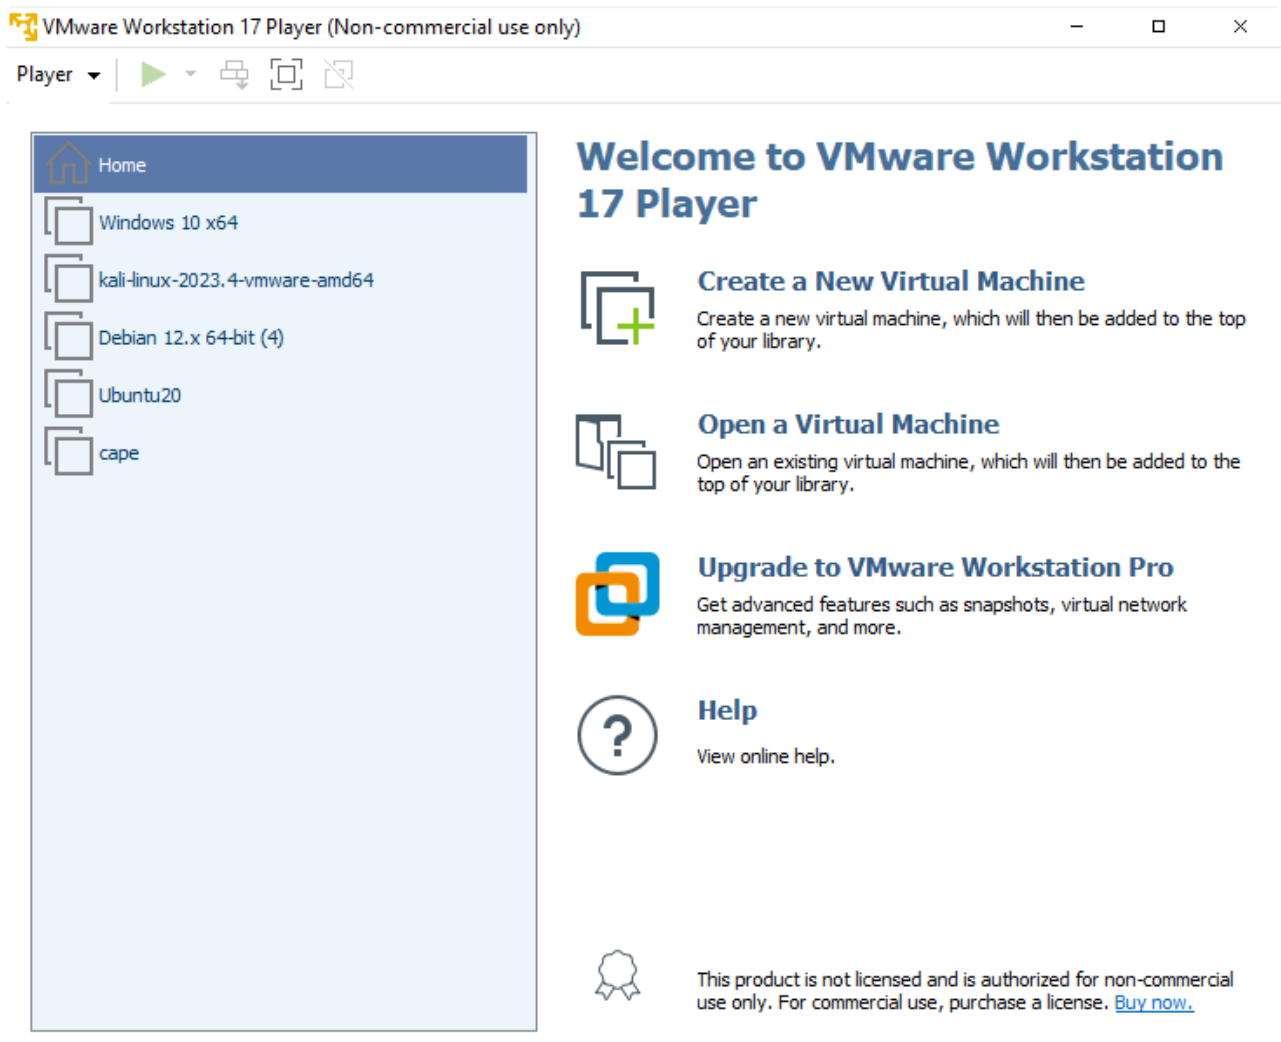 VMware Workstation 17 Player (Non-commercial use only)
Player
Home
Windows 10 x64
kali-linux-2023.4-vmware-amd64
Debian 12.x 64-bit (4)
Ubuntu20
cape
Welcome to VMware Workstation
17 Player
Create a New Virtual Machine
Create a new virtual machine, which will then be added to the top
of your library.
Open a Virtual Machine
Open an existing virtual machine, which will then be added to the
top of your library.
Upgrade to VMware Workstation Pro
Get advanced features such as snapshots, virtual network
management, and more.
Help
View online help.
This product is not licensed and is authorized for non-commercial
use only. For commercial use, purchase a license. Buy now.